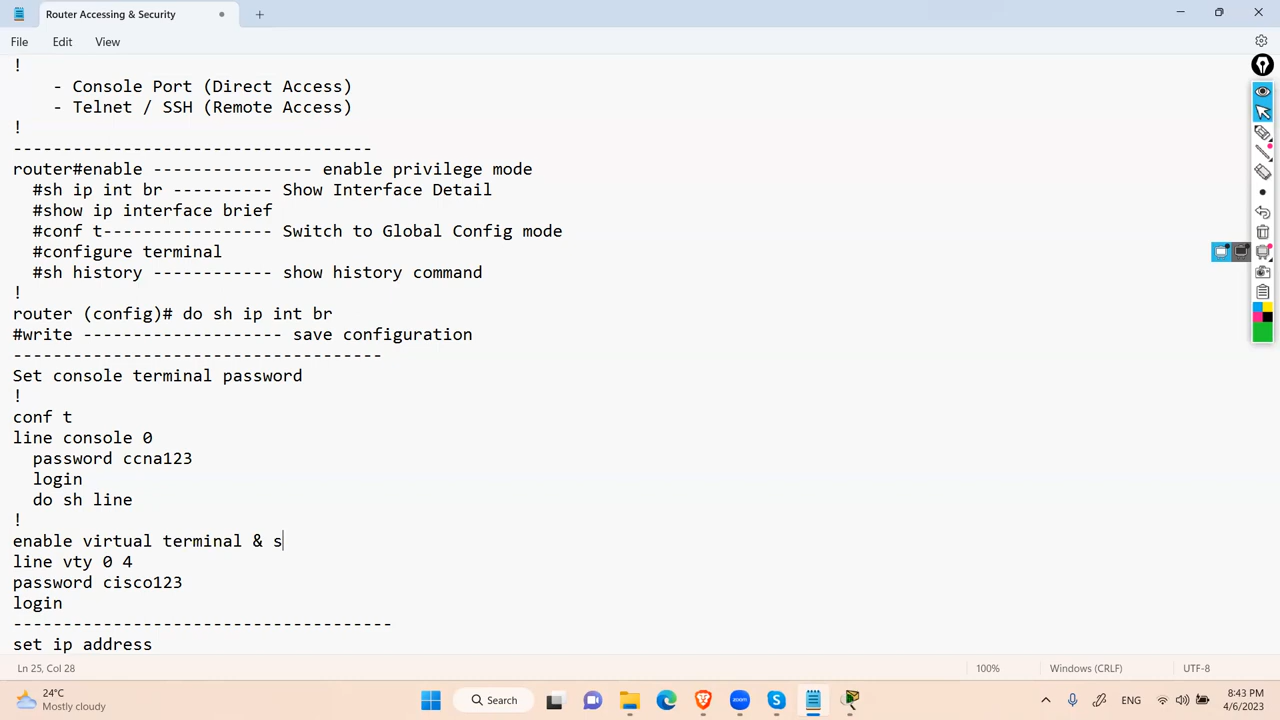 Router Accessing & Security
File Edit View
!
- Console Port (Direct Access)
- Telnet / SSH (Remote Access)
!
------------------------------------
router#enable ---------------- enable privilege mode
#sh ip int br ---------- Show Interface Detail
#show ip interface brief
#conf t----------------- Switch to Global Config mode
#configure terminal
#sh history ------------ show history command
!
router (config)# do sh ip int br
#write -------------------- save configuration
-------------------------------------
Set console terminal password
!
conf t
line console 0
password ccna123
login
do sh line
!
enable virtual terminal & s
line vty 0 4
password cisco123
login
--------------------------------------
set ip address
Ln 25, Col 28
100%
Windows (CRLF)
UTF-8
24°C
Mostly cloudy
Search
ENG
8:43 PM
4/6/2023